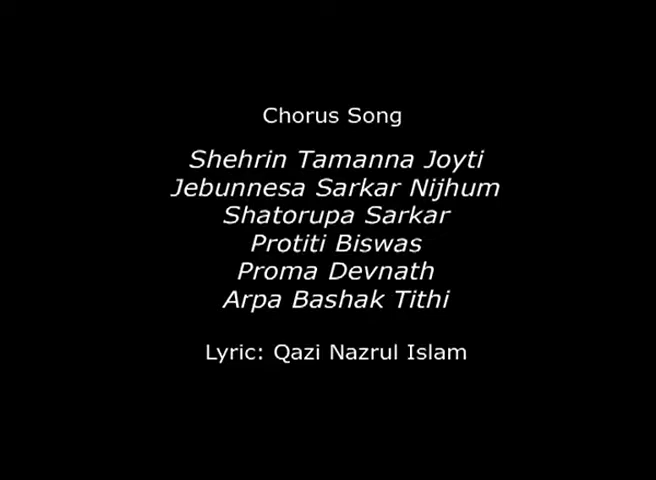 Chorus Song
Shehrin Tamanna Joyti
Jebunnesa Sarkar Nijhum
Shatorupa Sarkar
Protiti Biswas
Proma Devnath
Arpa Bashak Tithi
Lyric: Qazi Nazrul Islam